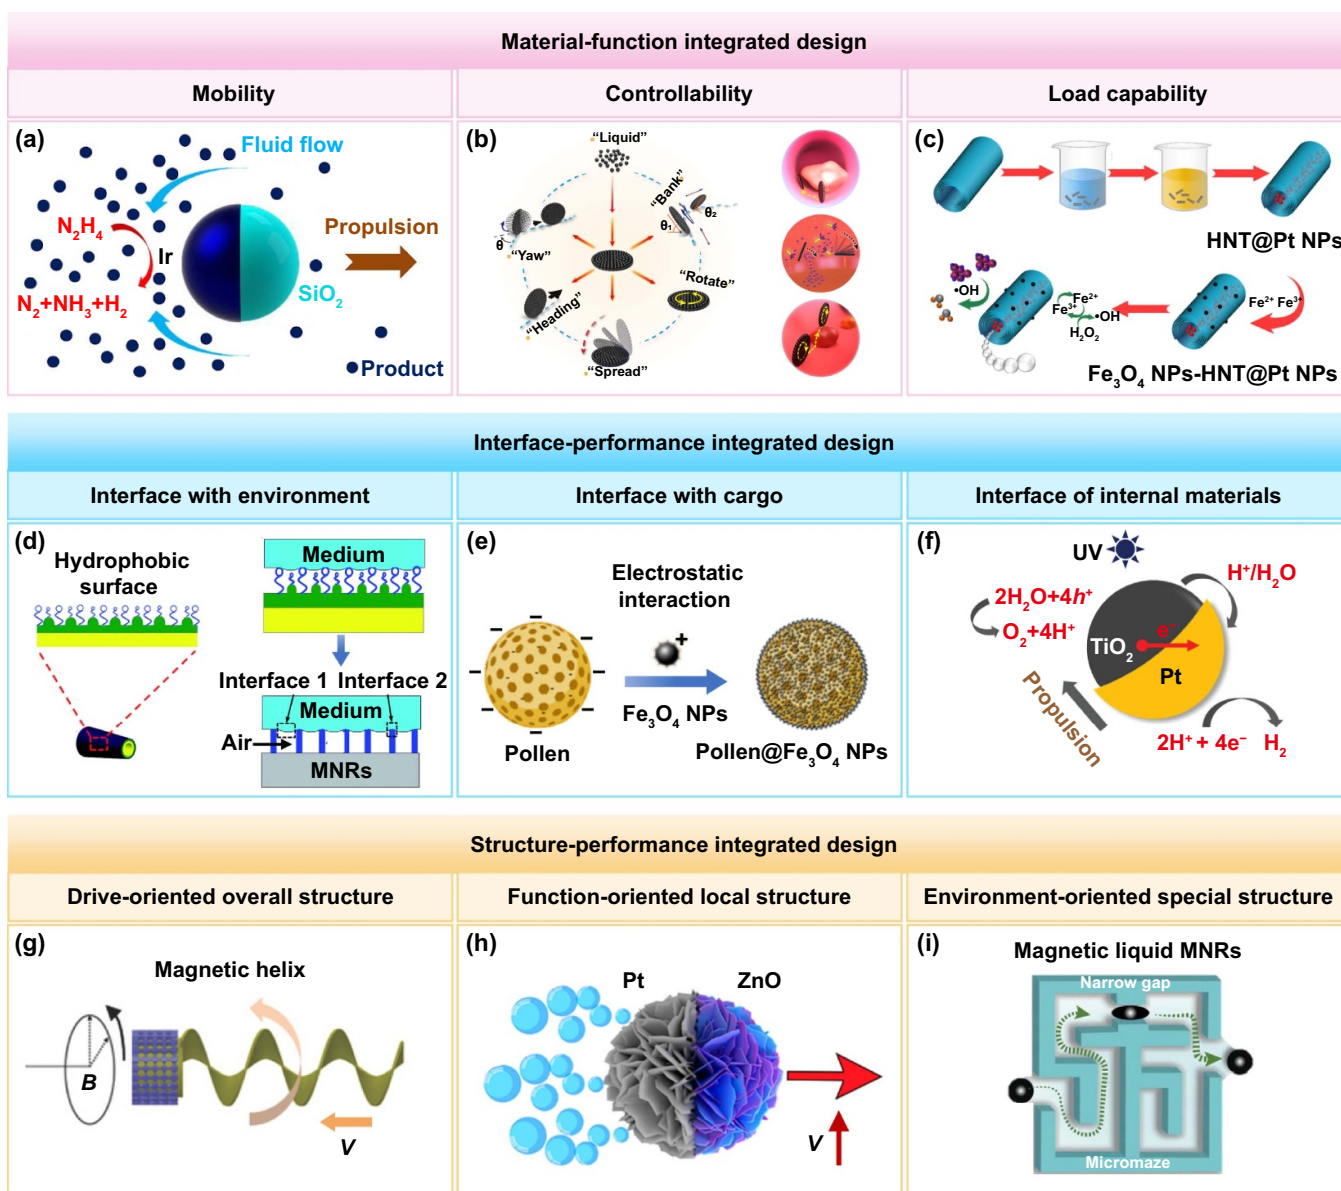 Material-function integrated design
Mobility
Controllability
Load capability
(a)
Fluid flow
N₂H₄
Ir
Propulsion
SiO₂
N₂+NH₃+H₂
Product
(b)
“Liquid”
“Bank”
θ₂
θ₁
θ
“Yaw”
“Rotate”
“Heading”
“Spread”
(c)
HNT@Pt NPs
•OH
Fe²⁺
Fe³⁺
•OH
H₂O₂
Fe²⁺ Fe³⁺
Fe₃O₄ NPs-HNT@Pt NPs
Interface-performance integrated design
Interface with environment
Interface with cargo
Interface of internal materials
(d)
Hydrophobic
surface
Medium
Interface 1 Interface 2
Medium
Air
MNRs
(e)
Electrostatic
interaction
+
Fe₃O₄ NPs
Pollen
Pollen@Fe₃O₄ NPs
(f)
UV
H⁺/H₂O
2H₂O+4h⁺
O₂+4H⁺
e⁻
TiO₂
Pt
Propulsion
2H⁺ + 4e⁻ H₂
Structure-performance integrated design
Drive-oriented overall structure
Function-oriented local structure
Environment-oriented special structure
(g)
Magnetic helix
B
V
(h)
Pt
ZnO
V
(i)
Magnetic liquid MNRs
Narrow gap
Micromaze